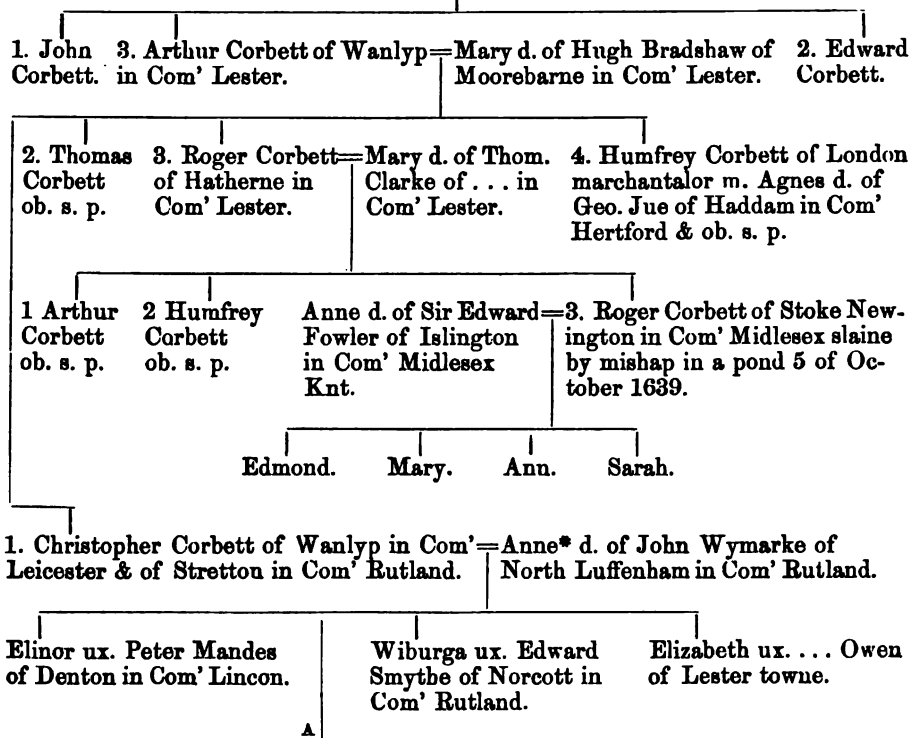 1. John Corbett.
3. Arthur Corbett of Wanlyp=Mary d. of Hugh Bradshaw of
in Com' Lester.
Moorebarne in Com' Lester.
2. Edward
Corbett.
2. Thomas
Corbett
ob. s. p.
3. Roger Corbett=Mary d. of Thom.
of Hatherne in
Com' Lester.
Clarke of . . . in
Com' Lester.
4. Humfrey Corbett of London
marchantalor m. Agnes d. of
Geo. Jue of Haddam in Com'
Hertford & ob. s. p.
1 Arthur
Corbett
ob. s. p.
2 Humfrey
Corbett
ob. s. p.
Anne d. of Sir Edward=
Fowler of Islington
in Com' Midlesex
Knt.
3. Roger Corbett of Stoke New-
ington in Com' Midlesex slaine
by mishap in a pond 5 of Oc-
tober 1639.
Edmond. Mary. Ann. Sarah.
1. Christopher Corbett of Wanlyp in Com'=
Leicester & of Stretton in Com' Rutland.
Anne* d. of John Wymarke of
North Luffenham in Com' Rutland.
Elinor ux. Peter Mandes
of Denton in Com' Lincon.
Wiburga ux. Edward
Smythe of Norcott in
Com' Rutland.
Elizabeth ux. . . . Owen
of Lester towne.
A